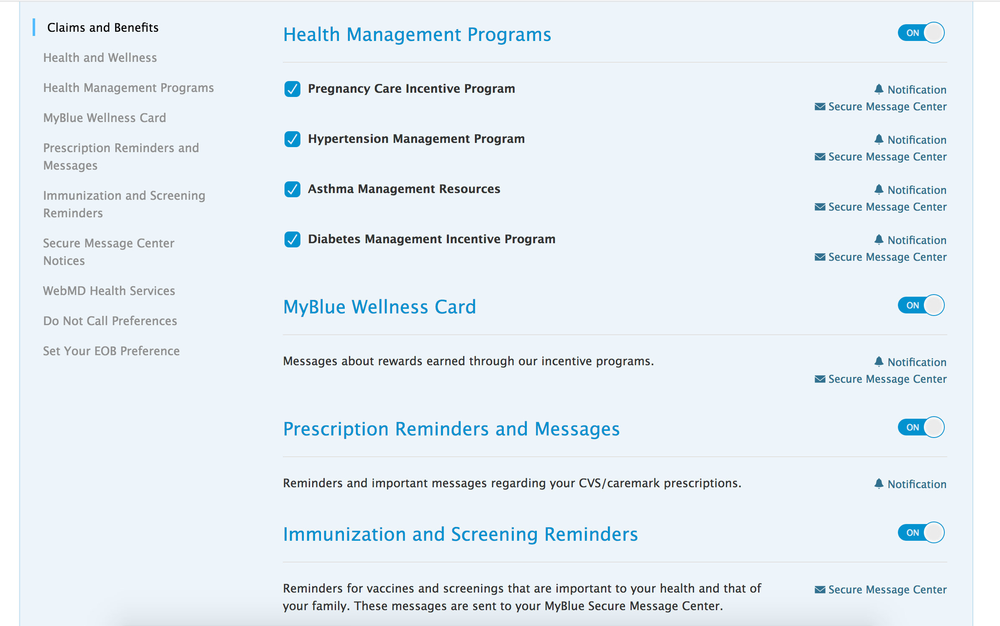 Claims and Benefits
Health and Wellness
Health Management Programs
MyBlue Wellness Card
Prescription Reminders and
Messages
Immunization and Screening
Reminders
Secure Message Center
Notices
WebMD Health Services
Do Not Call Preferences
Set Your EOB Preference
Health Management Programs
ON
Pregnancy Care Incentive Program
Notification
Secure Message Center
Hypertension Management Program
Notification
Secure Message Center
Asthma Management Resources
Notification
Secure Message Center
Diabetes Management Incentive Program
Notification
Secure Message Center
MyBlue Wellness Card
ON
Messages about rewards earned through our incentive programs.
Notification
Secure Message Center
Prescription Reminders and Messages
ON
Reminders and important messages regarding your CVS/caremark prescriptions.
Notification
Immunization and Screening Reminders
ON
Reminders for vaccines and screenings that are important to your health and that of
your family. These messages are sent to your MyBlue Secure Message Center.
Secure Message Center